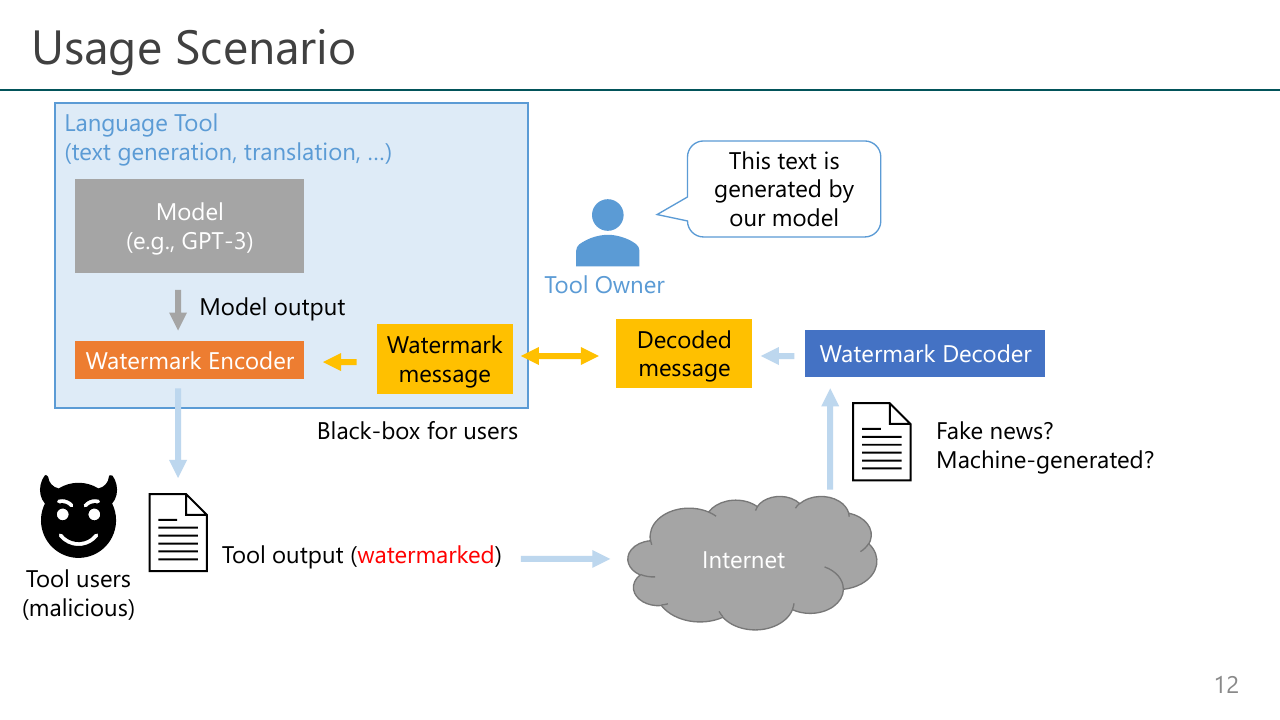 Usage Scenario
Language Tool
(text generation, translation, …)
Model
(e.g., GPT-3)
Model output
Watermark Encoder
Watermark
message
Black-box for users
This text is
generated by
our model
Tool Owner
Decoded
message
Watermark Decoder
Fake news?
Machine-generated?
Tool users
(malicious)
Tool output (watermarked)
Internet
12